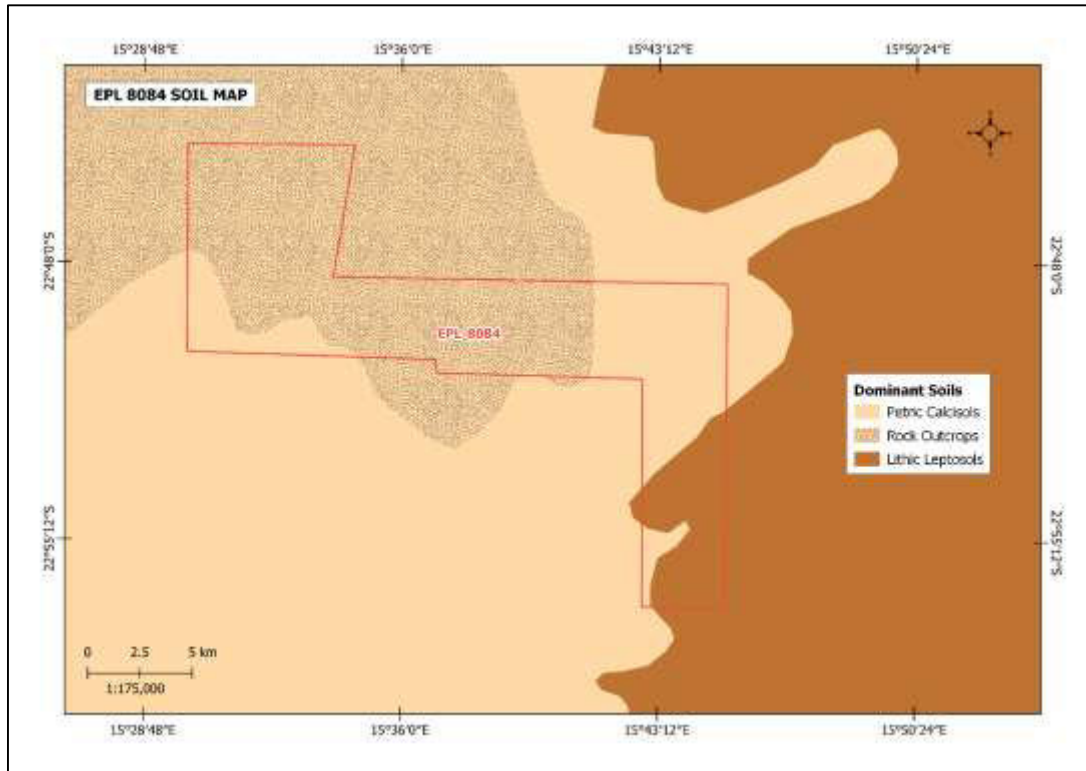 15°28'48"E 15°36'0"E 15°43'12"E 15°50'24"E
EPL 8084 SOIL MAP
22°48'0"S 22°48'0"S
EPL 8084
Dominant Soils
Petric Calcisols
Rock Outcrops
Lithic Leptosols
22°55'12"S 22°55'12"S
0 2.5 5 km
1:175,000
15°28'48"E 15°36'0"E 15°43'12"E 15°50'24"E